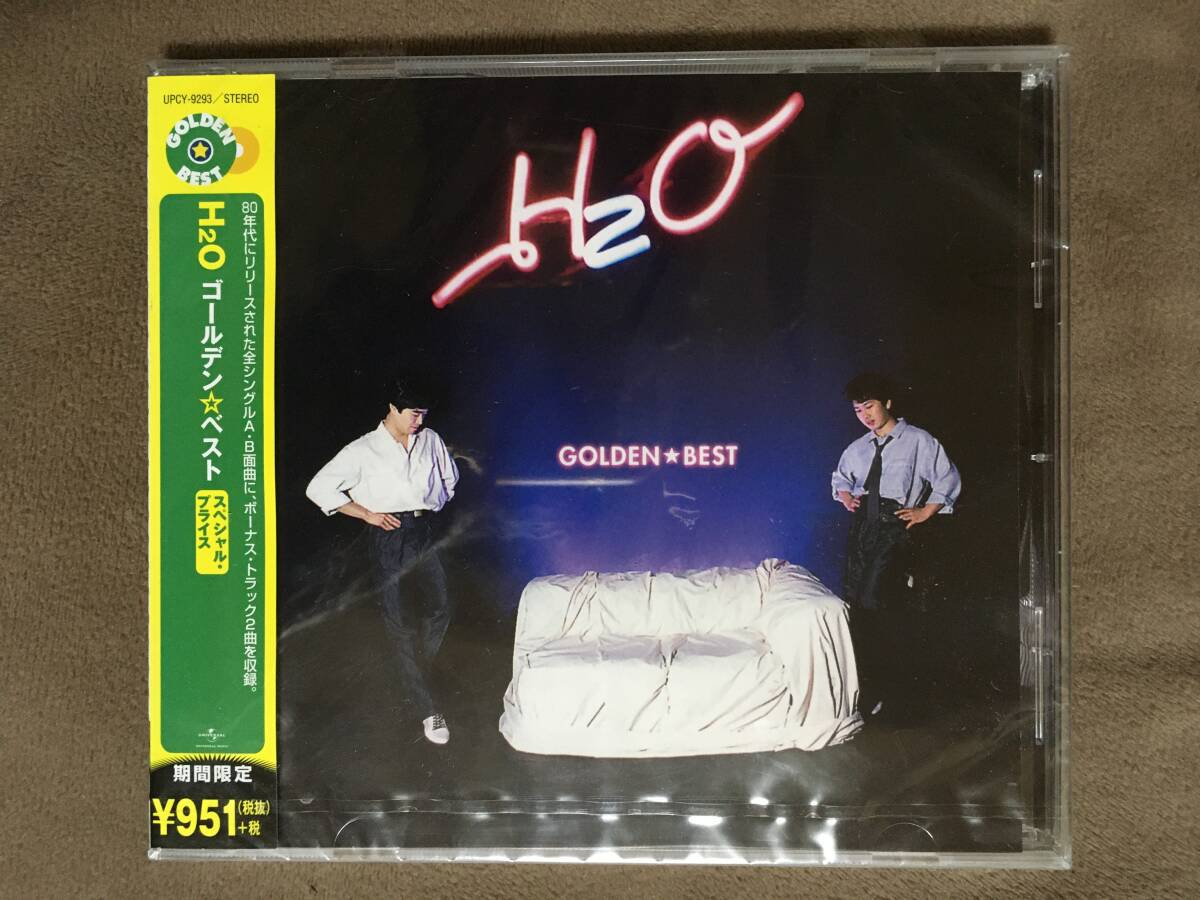 UPCY-9293/STEREO
GOLDEN
BEST
80年代にリリースされた全シングルA・B面曲に、ボーナス・トラック2曲を収録。
H2O ゴールデン☆ベスト
スペシャル・
プライス
UNIVERSAL
UNIVERSAL MUSIC
期間限定
¥951(税抜)
+税
H2O
GOLDEN★BEST